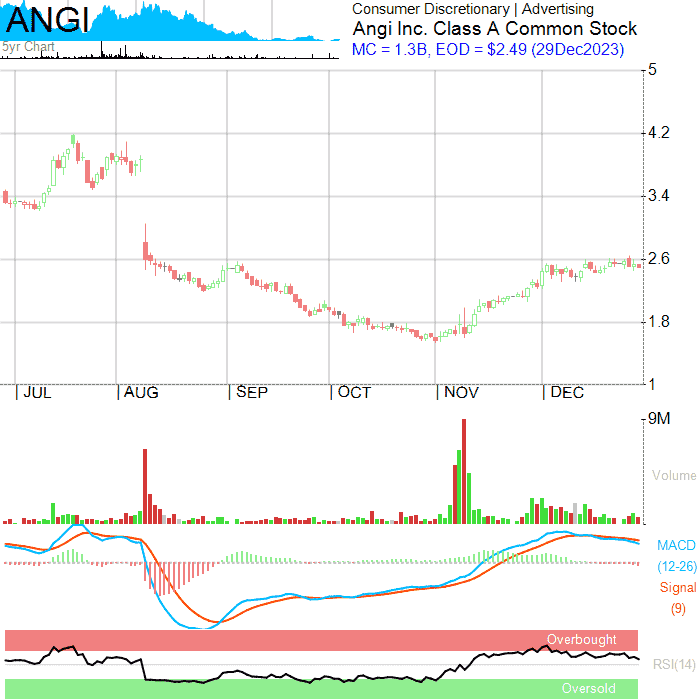 ANGI
5yr Chart
Consumer Discretionary | Advertising
Angi Inc. Class A Common Stock
MC = 1.3B, EOD = $2.49 (29Dec2023)
5
4.2
3.4
2.6
1.8
1
| JUL | AUG | SEP | OCT | NOV | DEC
9M
Volume
MACD
(12-26)
Signal
(9)
Overbought
RSI(14)
Oversold